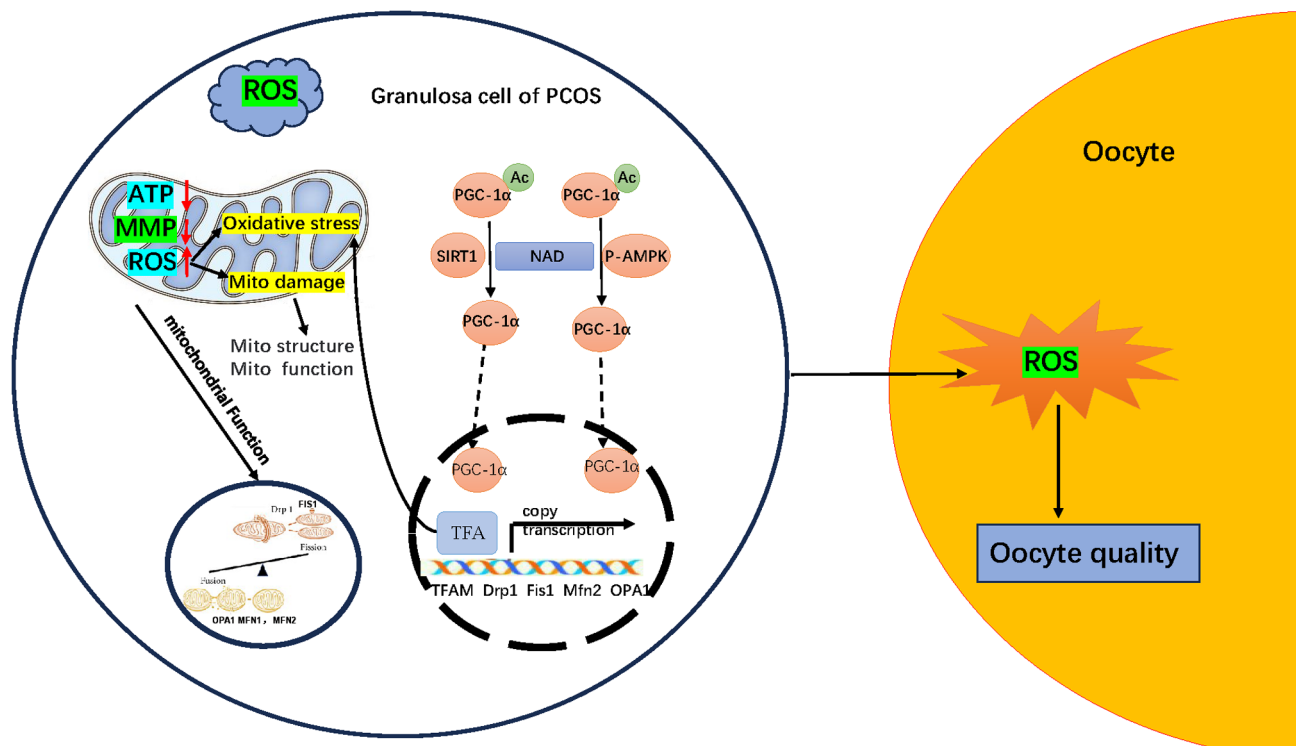 ROS
Granulosa cell of PCOS
ATP
MMP
ROS
Oxidative stress
Mito damage
Mito structure
Mito function
mitochondrial Function
Ac
PGC-1α
Ac
PGC-1α
SIRT1
NAD
P-AMPK
PGC-1α
PGC-1α
PGC-1α
PGC-1α
copy
transcription
TFA
TFAM Drp1 Fis1 Mfn2 OPA1
Drp1
FIS1
Fission
Fusion
OPA1 MFN1, MFN2
Oocyte
ROS
Oocyte quality